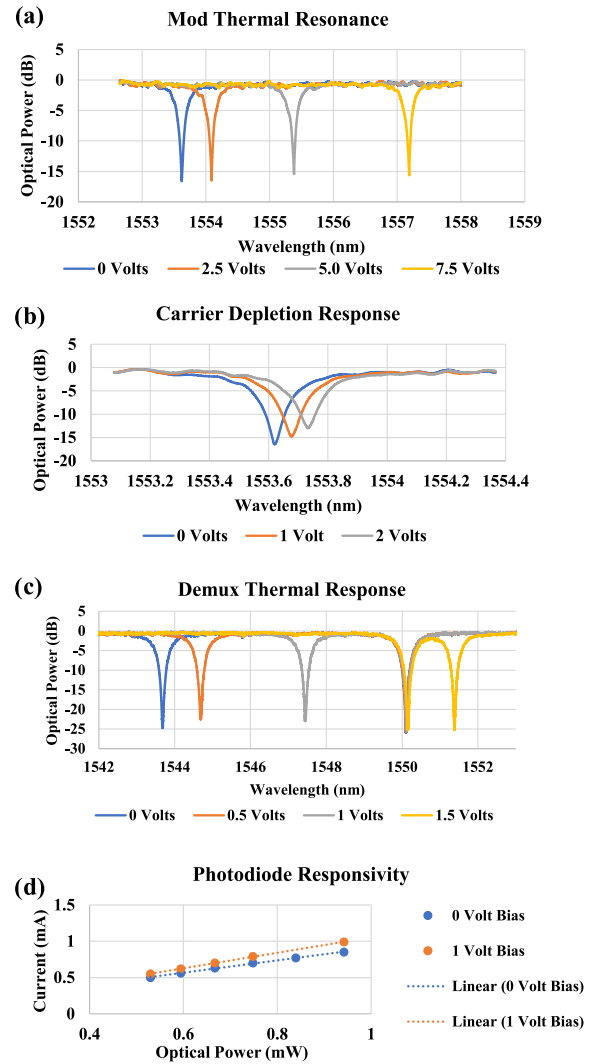 (a)
Mod Thermal Resonance
Optical Power (dB)
5
0
-5
-10
-15
-20
1552 1553 1554 1555 1556 1557 1558 1559
Wavelength (nm)
0 Volts 2.5 Volts 5.0 Volts 7.5 Volts
(b)
Carrier Depletion Response
Optical Power (dB)
5
0
-5
-10
-15
-20
1553 1553.2 1553.4 1553.6 1553.8 1554 1554.2 1554.4
Wavelength (nm)
0 Volts 1 Volt 2 Volts
(c)
Demux Thermal Response
Optical Power (dB)
5
0
-5
-10
-15
-20
-25
-30
1542 1544 1546 1548 1550 1552
Wavelength (nm)
0 Volts 0.5 Volts 1 Volts 1.5 Volts
(d)
Photodiode Responsivity
Current (mA)
1.5
1
0.5
0
0.4 0.6 0.8 1
Optical Power (mW)
0 Volt Bias
1 Volt Bias
Linear (0 Volt Bias)
Linear (1 Volt Bias)